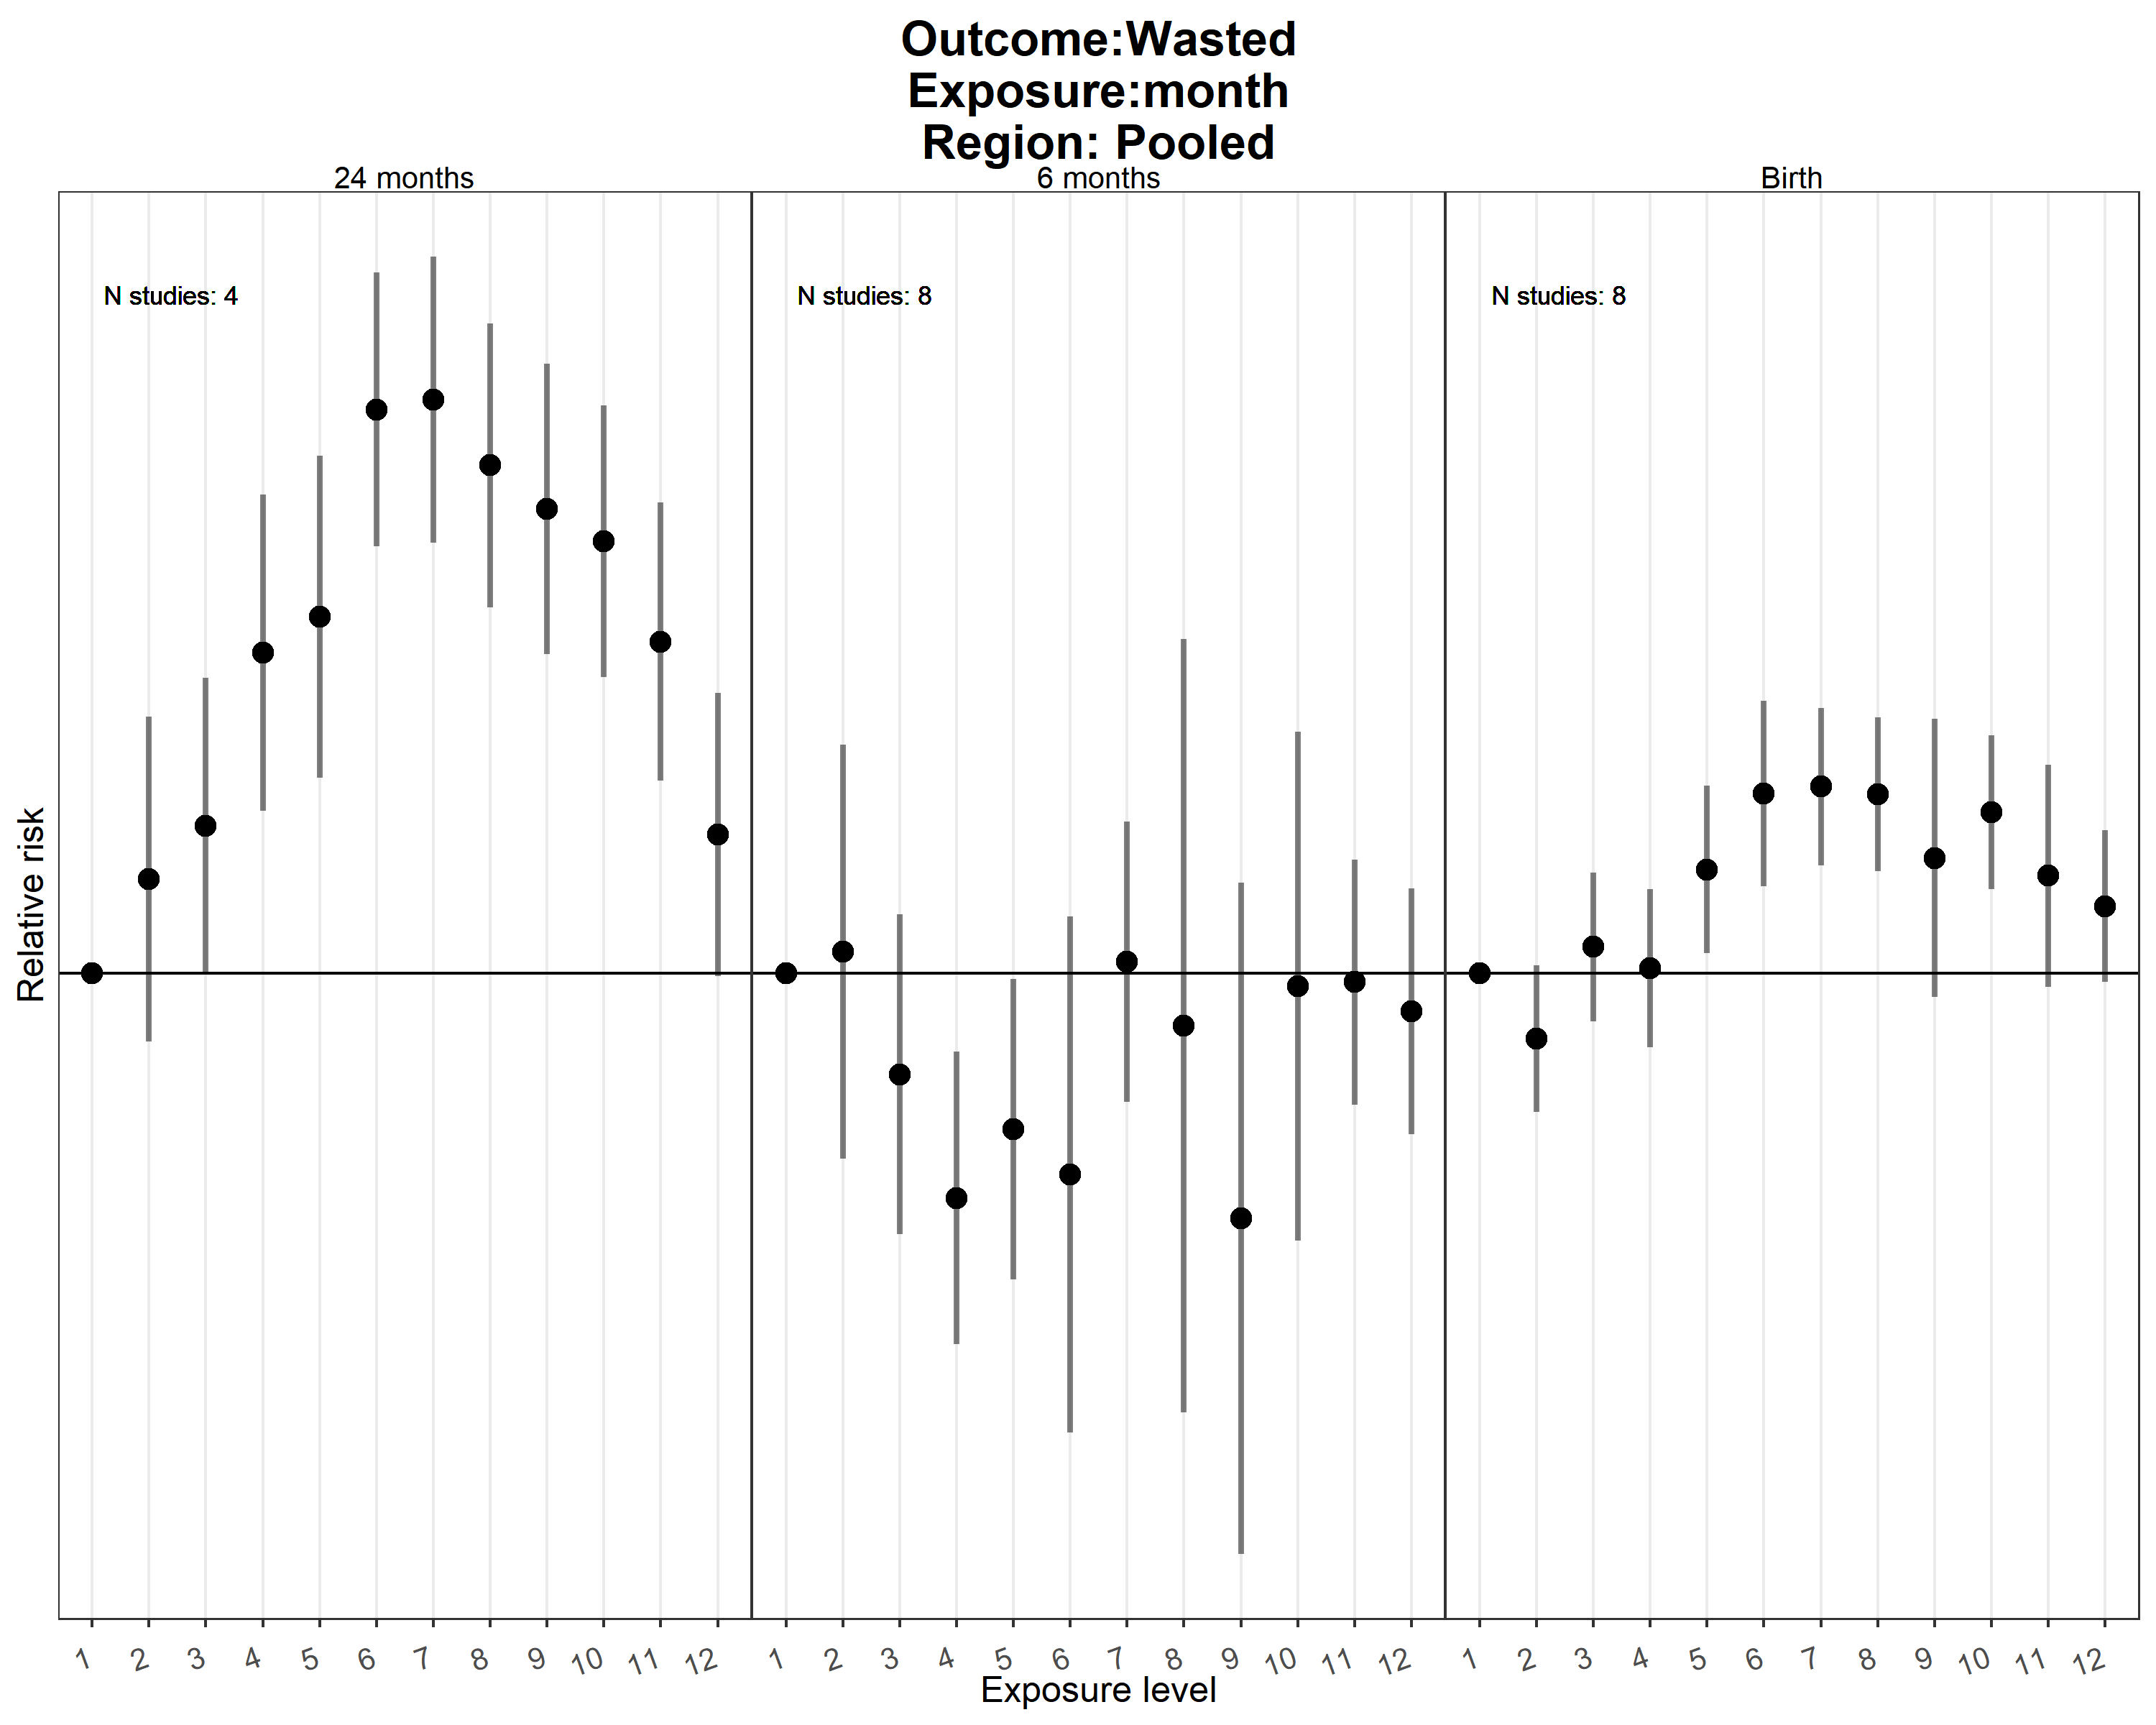 Outcome:Wasted
Exposure:month
Region: Pooled
24 months
6 months
Birth
N studies: 4
N studies: 8
N studies: 8
Relative risk
1 2 3 4 5 6 7 8 9 10 11 12
1 2 3 4 5 6 7 8 9 10 11 12
1 2 3 4 5 6 7 8 9 10 11 12
Exposure level